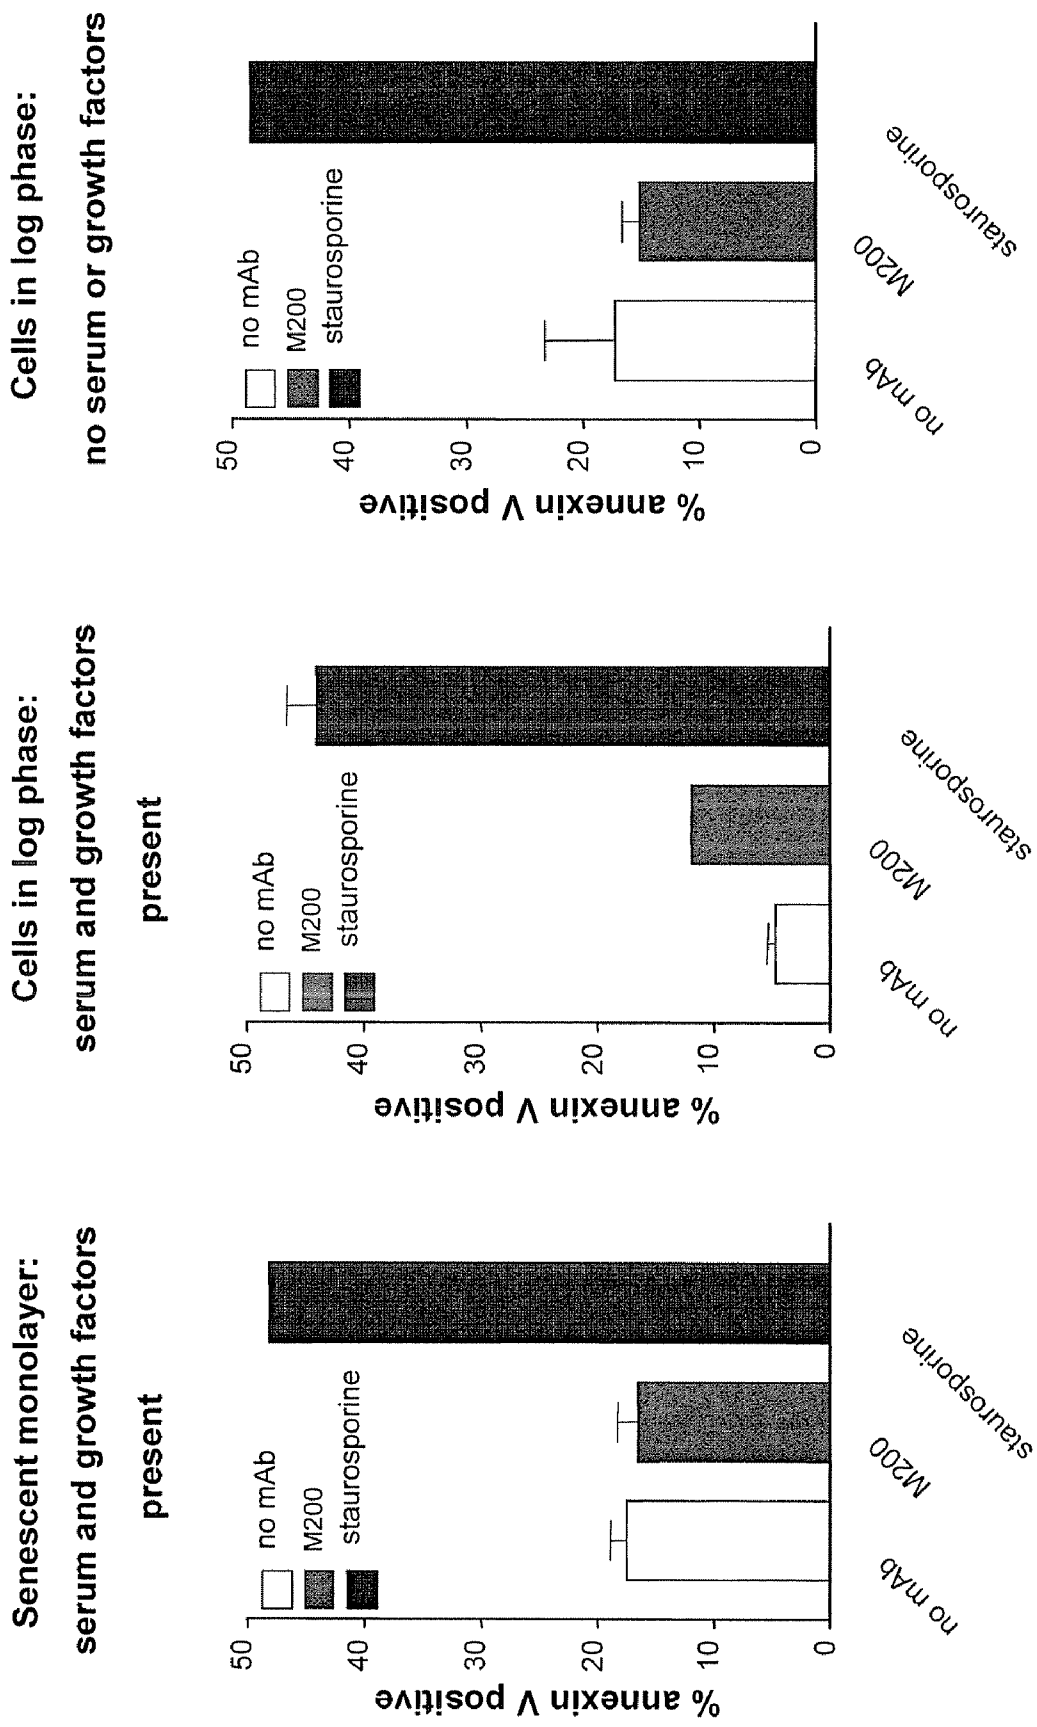 Senescent monolayer:
serum and growth factors
present
% annexin V positive
50
40
30
20
10
0
no mAb
M200
staurosporine
no mAb
M200
staurosporine
Cells in log phase:
serum and growth factors
present
% annexin V positive
50
40
30
20
10
0
no mAb
M200
staurosporine
no mAb
M200
staurosporine
Cells in log phase:
no serum or growth factors
% annexin V positive
50
40
30
20
10
0
no mAb
M200
staurosporine
no mAb
M200
staurosporine